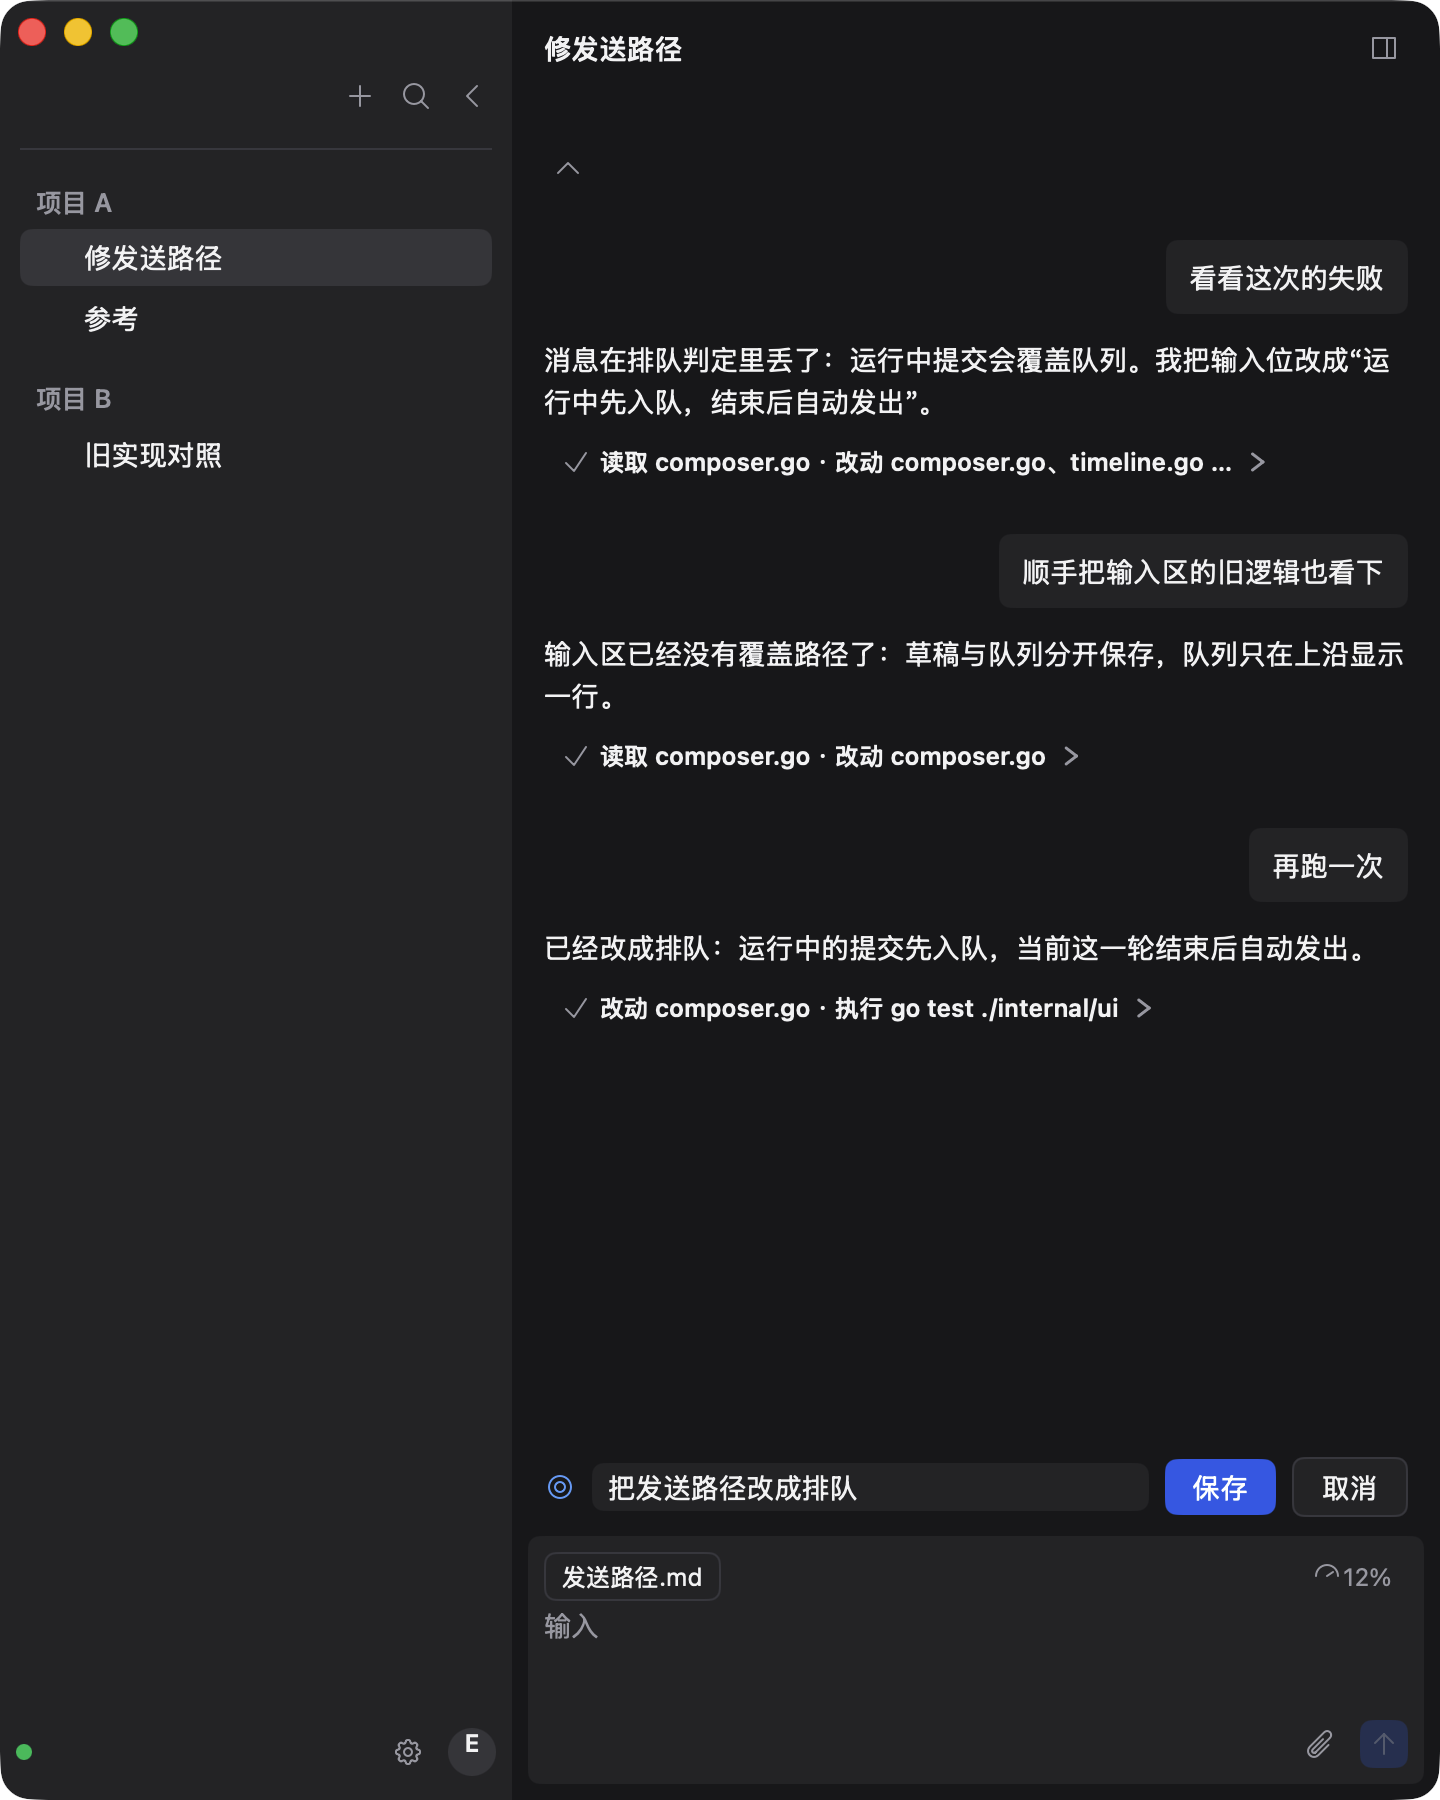 修发送路径
项目 A
修发送路径
参考
项目 B
旧实现对照
看看这次的失败
消息在排队判定里丢了：运行中提交会覆盖队列。我把输入位改成“运
行中先入队，结束后自动发出”。
读取 composer.go · 改动 composer.go、timeline.go ...
顺手把输入区的旧逻辑也看下
输入区已经没有覆盖路径了：草稿与队列分开保存，队列只在上沿显示
一行。
读取 composer.go · 改动 composer.go
再跑一次
已经改成排队：运行中的提交先入队，当前这一轮结束后自动发出。
改动 composer.go · 执行 go test ./internal/ui
把发送路径改成排队
保存
取消
发送路径.md
12%
输入
E